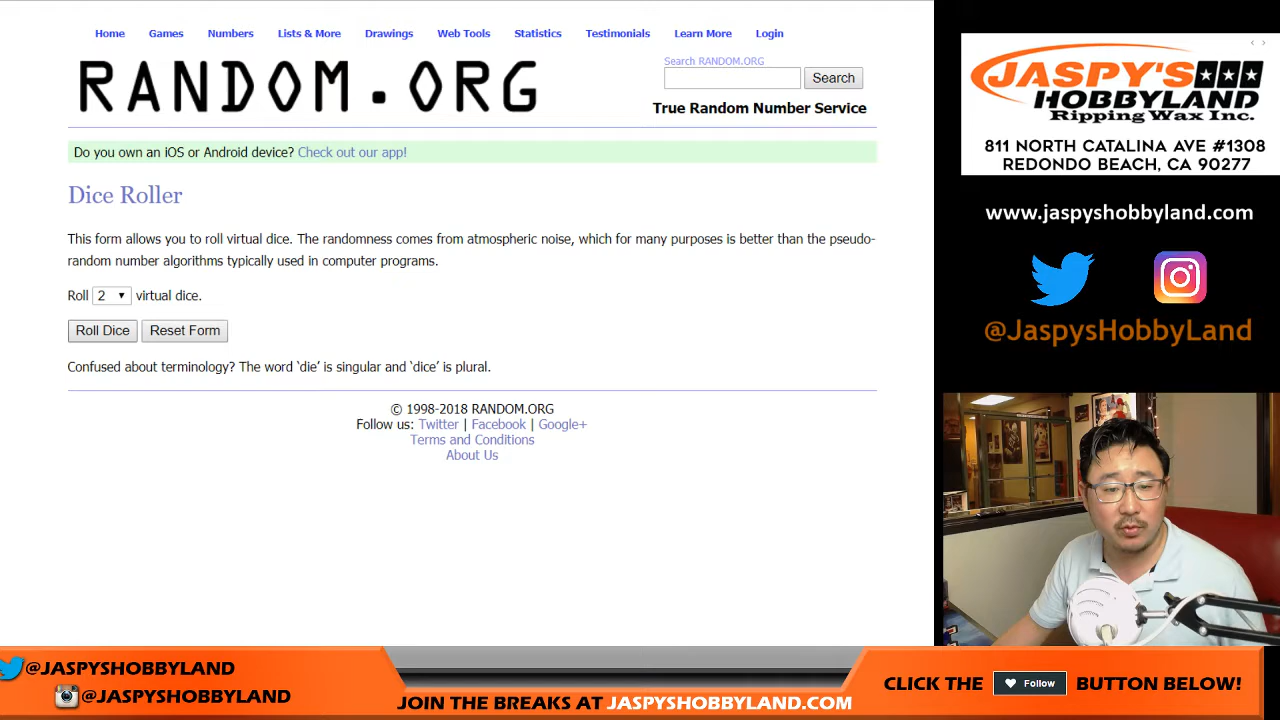 Home Games Numbers Lists & More Drawings Web Tools Statistics Testimonials Learn More Login
RANDOM.ORG
Search RANDOM.ORG
Search
True Random Number Service
Do you own an iOS or Android device? Check out our app!
Dice Roller
This form allows you to roll virtual dice. The randomness comes from atmospheric noise, which for many purposes is better than the pseudo-
random number algorithms typically used in computer programs.
Roll 2 virtual dice.
Roll Dice Reset Form
Confused about terminology? The word ‘die’ is singular and ‘dice’ is plural.
© 1998-2018 RANDOM.ORG
Follow us: Twitter | Facebook | Google+
Terms and Conditions
About Us
JASPY'S
HOBBYLAND
Ripping Wax Inc.
811 NORTH CATALINA AVE #1308
REDONDO BEACH, CA 90277
www.jaspyshobbyland.com
@JaspysHobbyLand
@JASPYSHOBBYLAND
@JASPYSHOBBYLAND
JOIN THE BREAKS AT JASPYSHOBBYLAND.COM
CLICK THE Follow BUTTON BELOW!